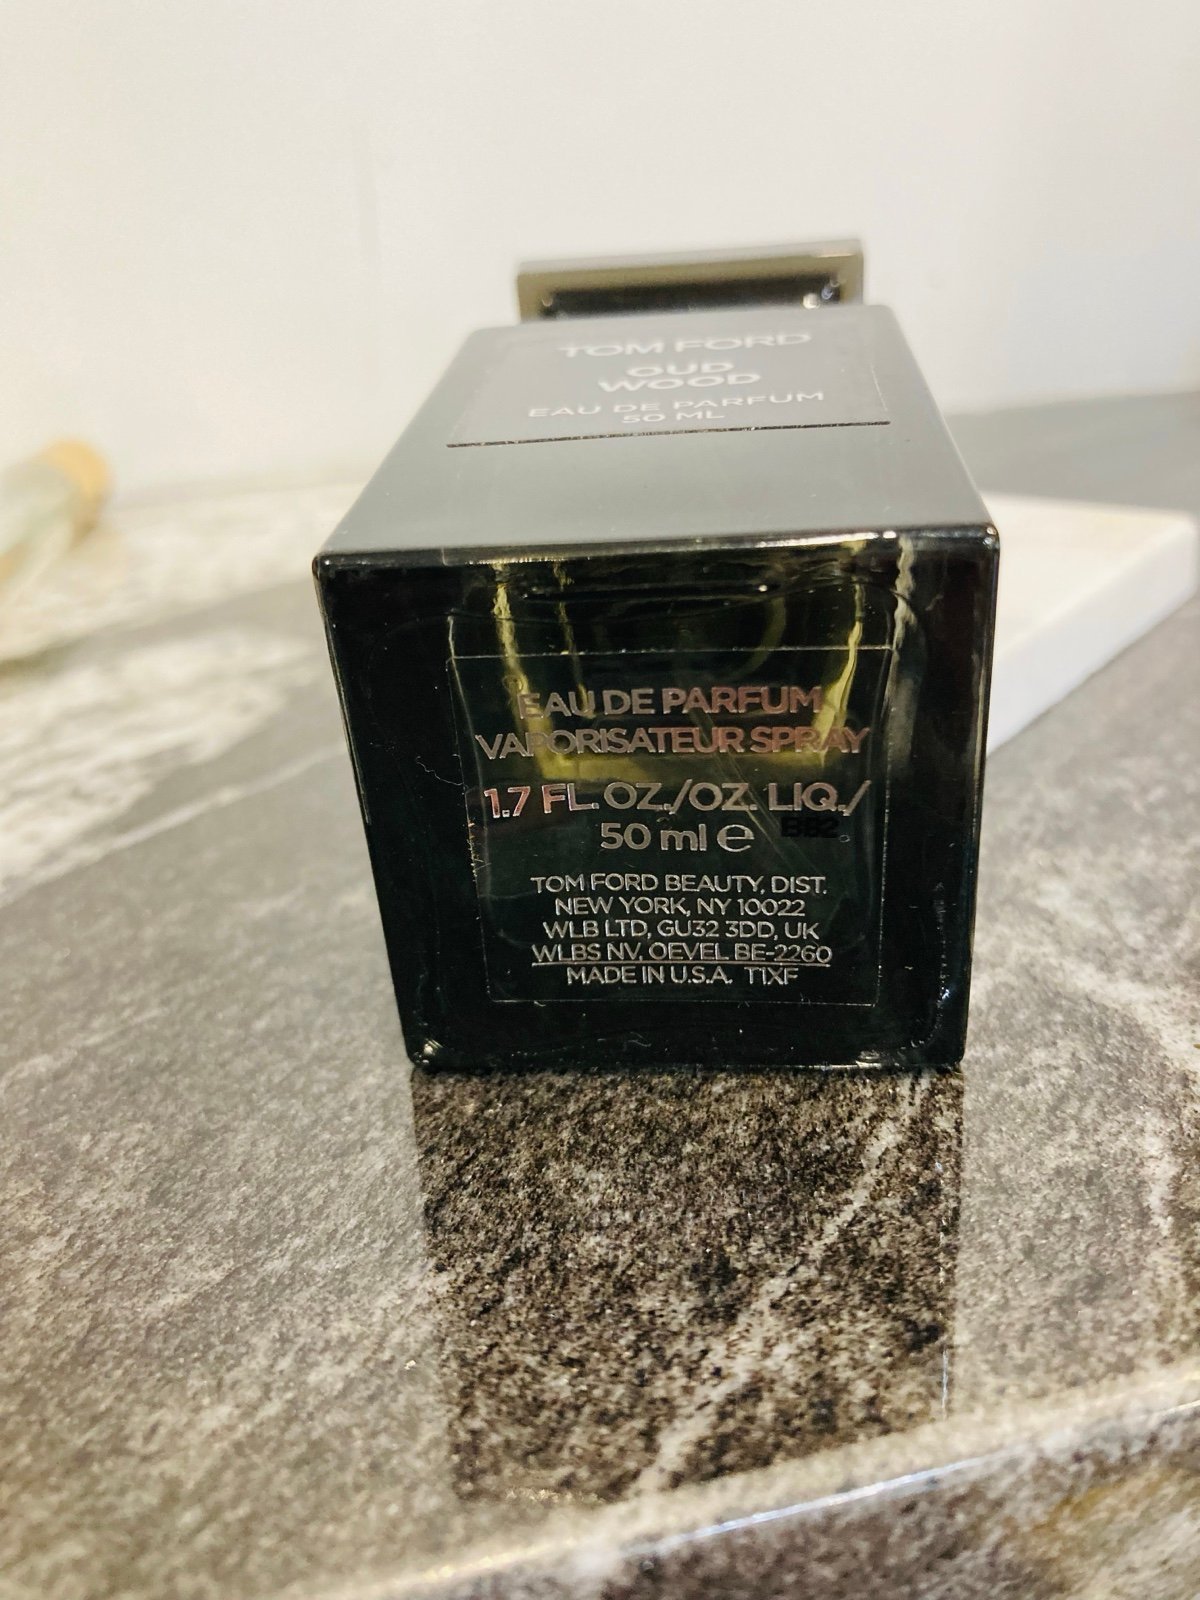 TOM FORD
OUD
WOOD
EAU DE PARFUM
50 ML
EAU DE PARFUM
VAPORISATEUR SPRAY
1.7 FL. OZ./OZ. LIQ./
50 ml e
BB2
TOM FORD BEAUTY, DIST.
NEW YORK, NY 10022
WLB LTD, GU32 3DD, UK
WLBS NV, OEVEL BE-2260
MADE IN U.S.A. T1XF